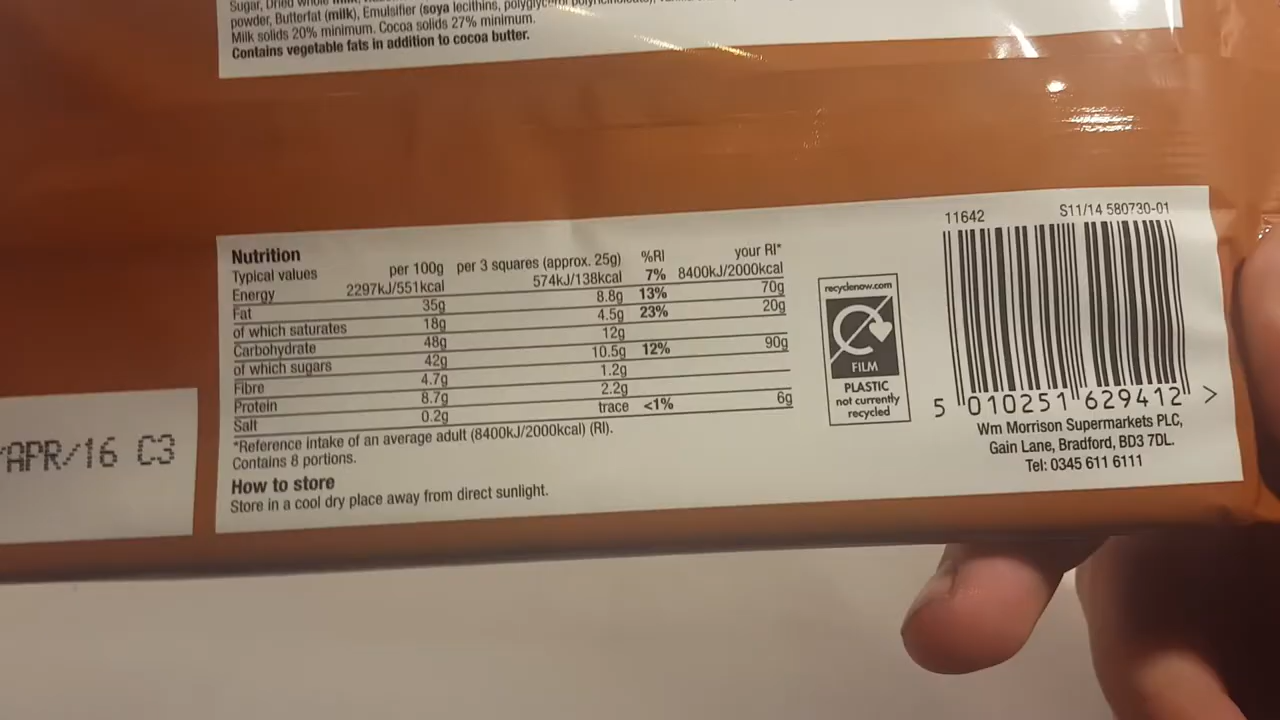 Sugar, Dried whole milk,
powder, Butterfat (milk), Emulsifier (soya lecithins,
Milk solids 20% minimum. Cocoa solids 27% minimum.
Contains vegetable fats in addition to cocoa butter.
Nutrition
Typical values per 100g per 3 squares (approx. 25g) %RI your RI*
Energy 2297kJ/551kcal 574kJ/138kcal 7% 8400kJ/2000kcal
Fat 35g 8.8g 13% 70g
of which saturates 18g 4.5g 23% 20g
Carbohydrate 48g 12g
of which sugars 42g 10.5g 12% 90g
Fibre 4.7g 1.2g
Protein 8.7g 2.2g
Salt 0.2g trace <1% 6g
*Reference intake of an average adult (8400kJ/2000kcal) (RI).
Contains 8 portions.
How to store
Store in a cool dry place away from direct sunlight.
APR/16 C3
recyclenow.com
FILM
PLASTIC
not currently
recycled
11642 S11/14 580730-01
5 010251 629412 >
Wm Morrison Supermarkets PLC,
Gain Lane, Bradford, BD3 7DL.
Tel: 0345 611 6111